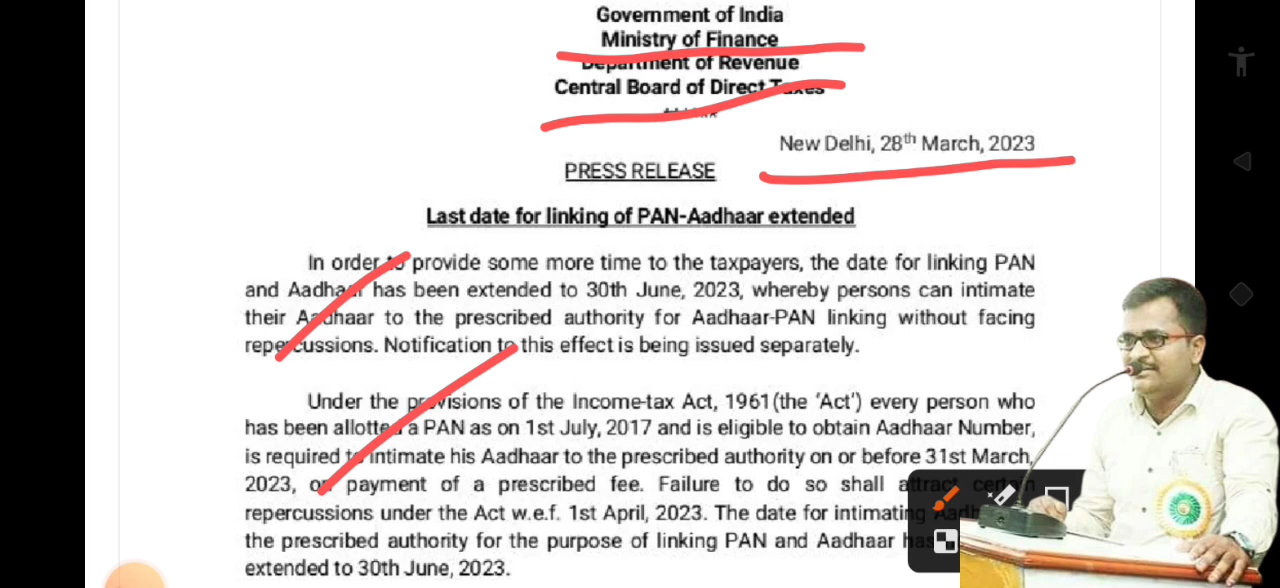 Government of India
Ministry of Finance
Department of Revenue
Central Board of Direct Taxes
New Delhi, 28th March, 2023
PRESS RELEASE
Last date for linking of PAN-Aadhaar extended
In order to provide some more time to the taxpayers, the date for linking PAN
and Aadhaar has been extended to 30th June, 2023, whereby persons can intimate
their Aadhaar to the prescribed authority for Aadhaar-PAN linking without facing
repercussions. Notification to this effect is being issued separately.
Under the provisions of the Income-tax Act, 1961(the ‘Act’) every person who
has been allotted a PAN as on 1st July, 2017 and is eligible to obtain Aadhaar Number,
is required to intimate his Aadhaar to the prescribed authority on or before 31st March,
2023, on payment of a prescribed fee. Failure to do so shall attract certain
repercussions under the Act w.e.f. 1st April, 2023. The date for intimating
the prescribed authority for the purpose of linking PAN and Aadhaar
extended to 30th June, 2023.